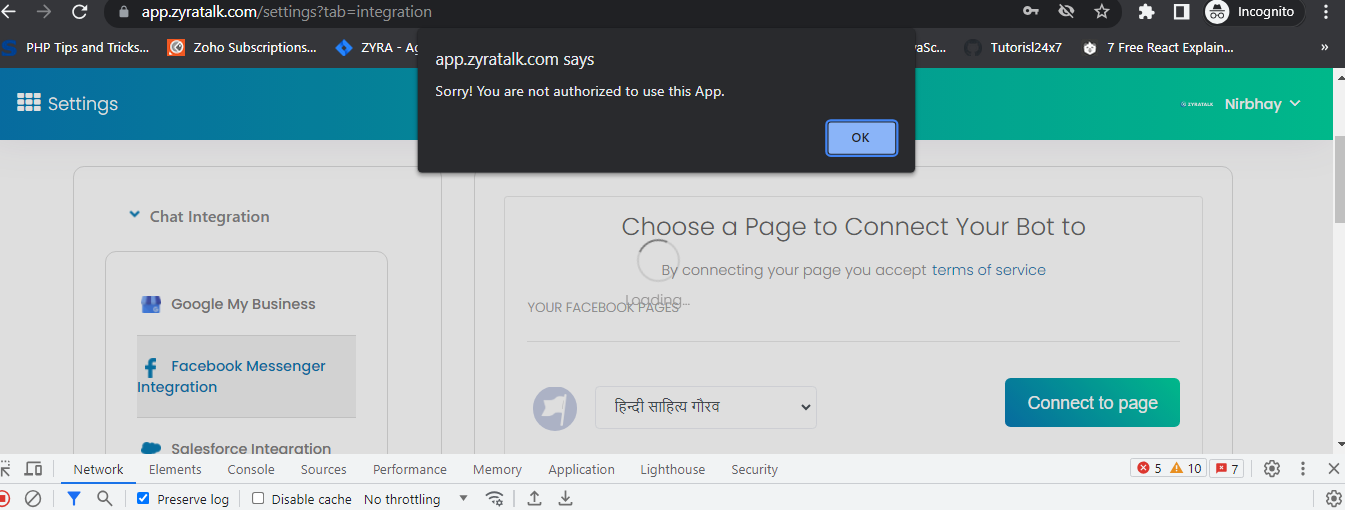 app.zyratalk.com/settings?tab=integration
Incognito
PHP Tips and Tricks...
Zoho Subscriptions...
ZYRA - Ag
vaSc...
Tutorisl24x7
7 Free React Explain...
»
app.zyratalk.com says
Sorry! You are not authorized to use this App.
OK
Settings
ZYRATALK
Nirbhay
Chat Integration
Choose a Page to Connect Your Bot to
By connecting your page you accept terms of service
Loading...
YOUR FACEBOOK PAGES
Google My Business
Facebook Messenger
Integration
हिन्दी साहित्य गौरव
Connect to page
Salesforce Integration
Network Elements Console Sources Performance Memory Application Lighthouse Security 5 10 7
Preserve log Disable cache No throttling